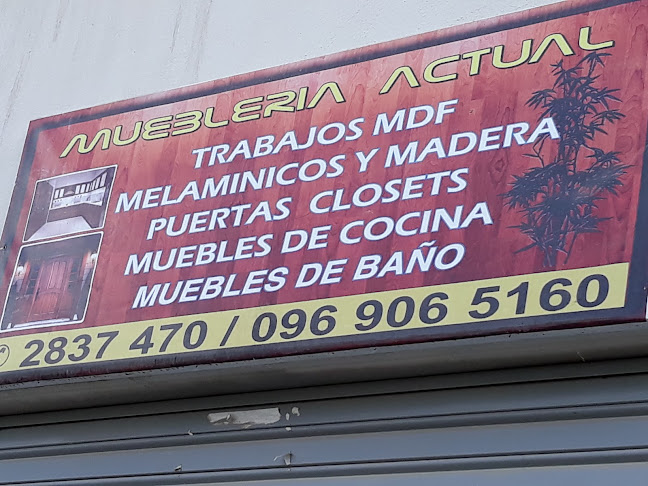 MUEBLERIA ACTUAL
TRABAJOS MDF
MELAMINICOS Y MADERA
PUERTAS CLOSETS
MUEBLES DE COCINA
MUEBLES DE BAÑO
2837 470 / 096 906 5160